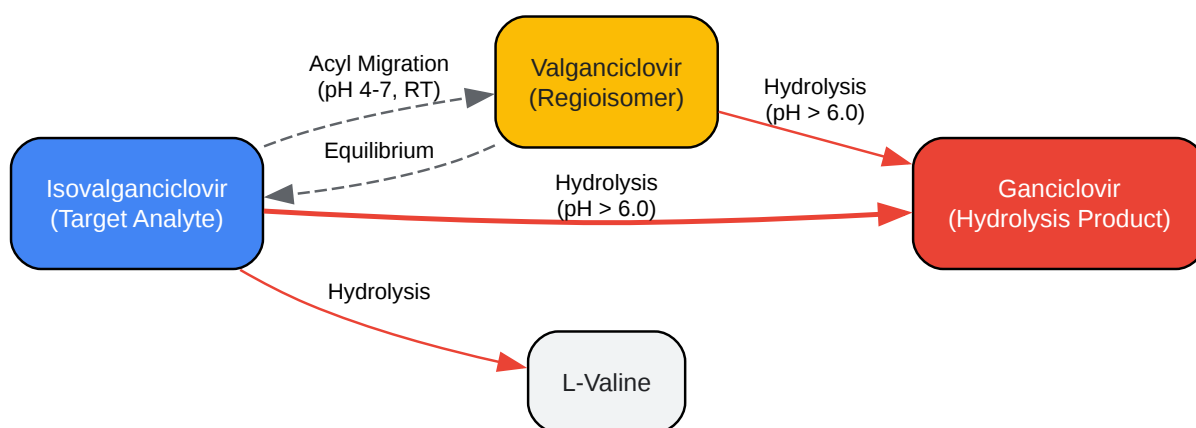 Acyl Migration
(pH 4-7, RT)
Valganciclovir
(Regioisomer)
Hydrolysis
(pH > 6.0)
Equilibrium
Isovalganciclovir
(Target Analyte)
Hydrolysis
(pH > 6.0)
Ganciclovir
(Hydrolysis Product)
Hydrolysis
L-Valine